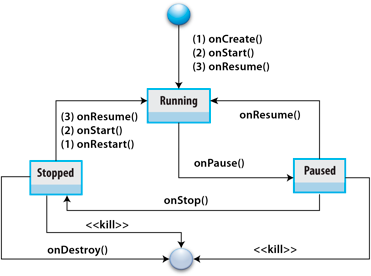 (1) onCreate()
(2) onStart()
(3) onResume()
Running
(3) onResume()
(2) onStart()
(1) onRestart()
onResume()
onPause()
Stopped
Paused
onStop()
<<kill>>
onDestroy()
<<kill>>